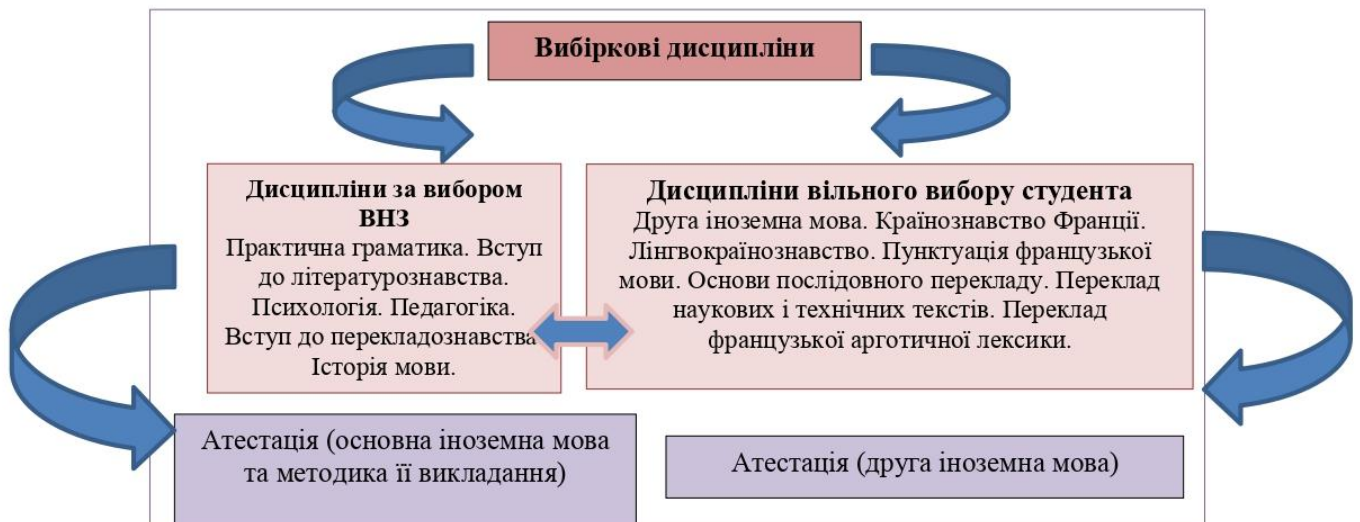 Вибіркові дисципліни
Дисципліни за вибором
ВНЗ
Практична граматика. Вступ
до літературознавства.
Психологія. Педагогіка.
Вступ до перекладознавства
Історія мови.
Дисципліни вільного вибору студента
Друга іноземна мова. Країнознавство Франції.
Лінгвокраїнознавство. Пунктуація французької
мови. Основи послідовного перекладу. Переклад
наукових і технічних текстів. Переклад
французької арготичної лексики.
Атестація (основна іноземна мова
та методика її викладання)
Атестація (друга іноземна мова)